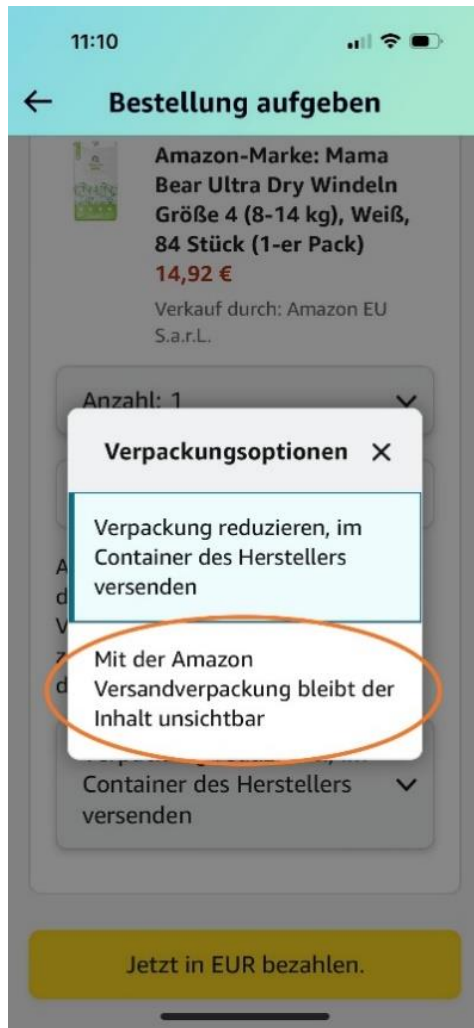 11:10
Bestellung aufgeben
Amazon-Marke: Mama
Bear Ultra Dry Windeln
Größe 4 (8-14 kg), Weiß,
84 Stück (1-er Pack)
14,92 €
Verkauf durch: Amazon EU
S.a.r.L.
Anzahl: 1
Verpackungsoptionen
Verpackung reduzieren, im
Container des Herstellers
versenden
Mit der Amazon
Versandverpackung bleibt der
Inhalt unsichtbar
Container des Herstellers
versenden
Jetzt in EUR bezahlen.